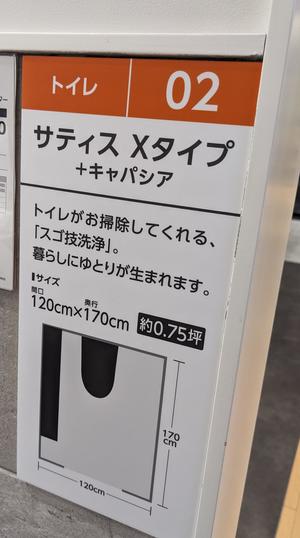 トイレ 02
サティス Xタイプ
+キャパシア
トイレがお掃除してくれる、
「スゴ技洗浄」。
暮らしにゆとりが生まれます。
サイズ
間口 奥行
120cm×170cm 約0.75坪
170
cm
120cm